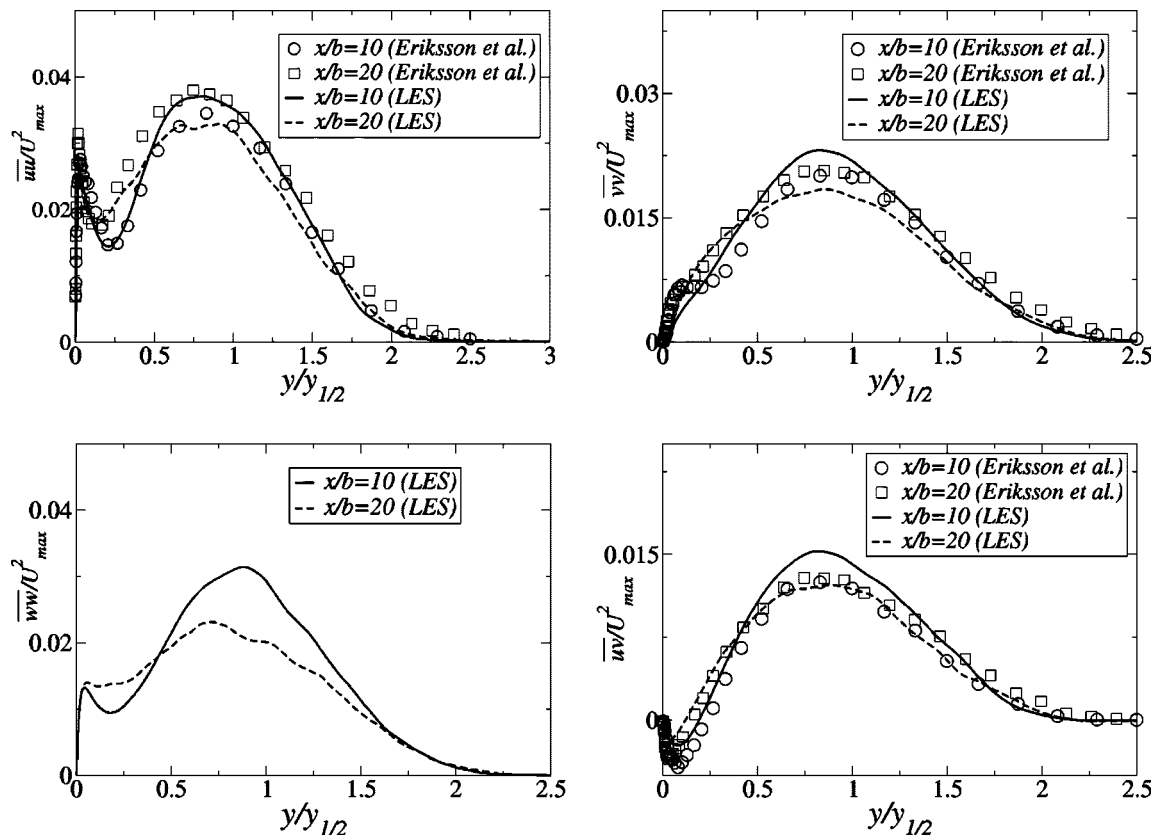 x/b=10 (Eriksson et al.)
x/b=20 (Eriksson et al.)
x/b=10 (LES)
x/b=20 (LES)
0.04
0.02
0
uu/U²max
0 0.5 1 1.5 2 2.5 3
y/y1/2
x/b=10 (Eriksson et al.)
x/b=20 (Eriksson et al.)
x/b=10 (LES)
x/b=20 (LES)
0.03
0.015
0
vv/U²max
0 0.5 1 1.5 2 2.5
y/y1/2
x/b=10 (LES)
x/b=20 (LES)
0.04
0.02
0
ww/U²max
0 0.5 1 1.5 2 2.5
y/y1/2
x/b=10 (Eriksson et al.)
x/b=20 (Eriksson et al.)
x/b=10 (LES)
x/b=20 (LES)
0.015
0
uv/U²max
0 0.5 1 1.5 2 2.5
y/y1/2